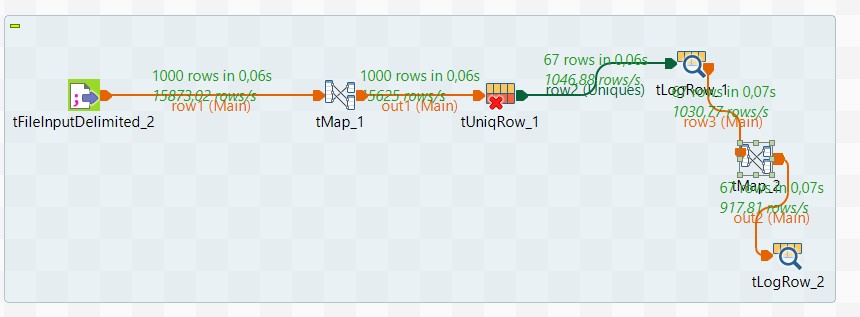 1000 rows in 0,06s
15873,02 rows/s
row1 (Main)
tFileInputDelimited_2
tMap_1
1000 rows in 0,06s
15625 rows/s
out1 (Main)
tUniqRow_1
67 rows in 0,06s
1046,88 rows/s
row2 (Uniques)
tLogRow_1
67 rows in 0,07s
1030,77 rows/s
row3 (Main)
tMap_2
67 rows in 0,07s
917,81 rows/s
out2 (Main)
tLogRow_2